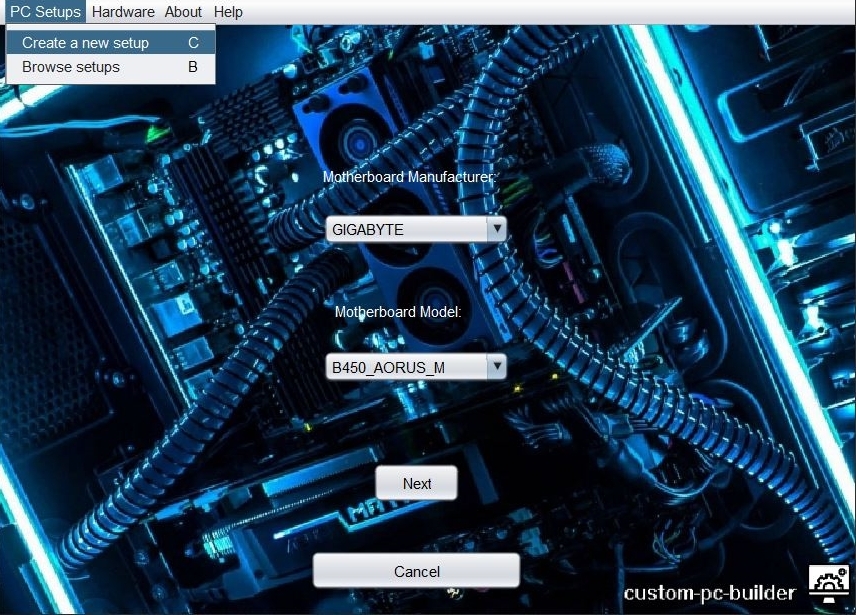 PC Setups Hardware About Help
Create a new setup C
Browse setups B
Motherboard Manufacturer:
GIGABYTE
Motherboard Model:
B450_AORUS_M
Next
Cancel
custom-pc-builder